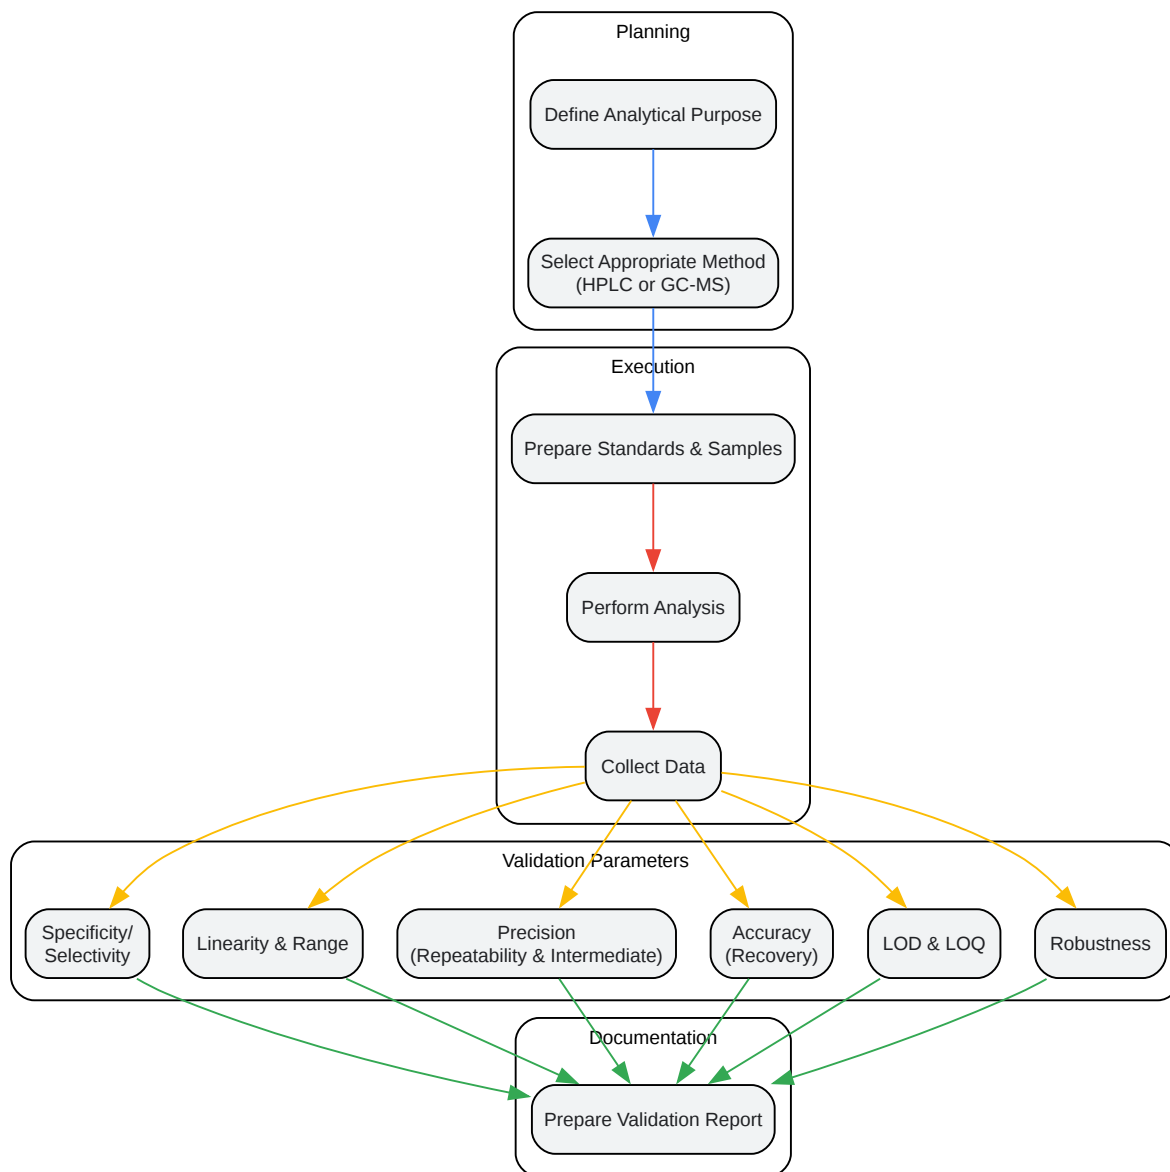 Planning
Define Analytical Purpose
Select Appropriate Method
(HPLC or GC-MS)
Execution
Prepare Standards & Samples
Perform Analysis
Collect Data
Validation Parameters
Specificity/
Selectivity
Linearity & Range
Precision
(Repeatability & Intermediate)
Accuracy
(Recovery)
LOD & LOQ
Robustness
Documentation
Prepare Validation Report